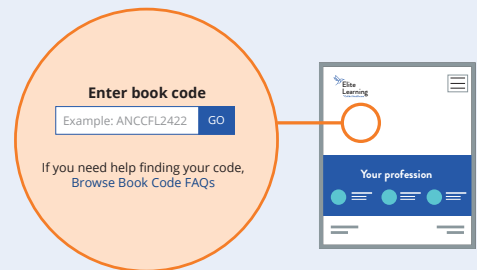 Enter book code
Example: ANCCFL2422 GO
If you need help finding your code,
Browse Book Code FAQs
Elite
Learning
Your profession